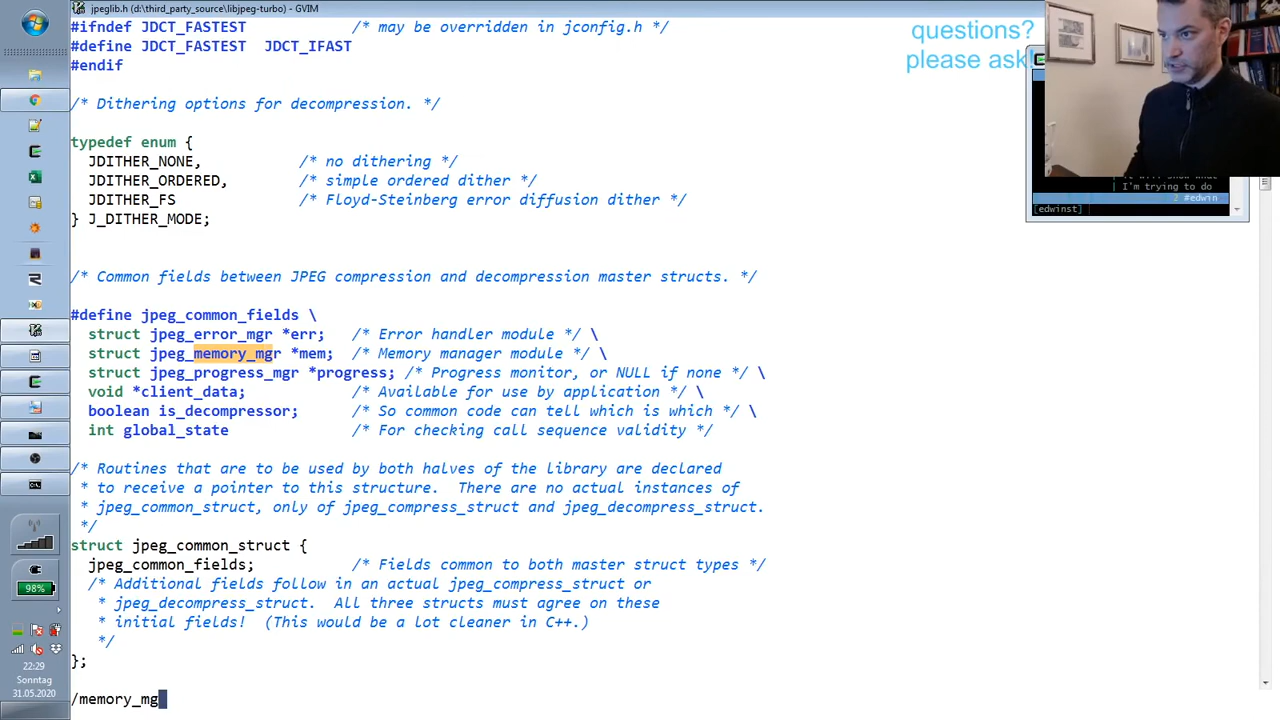 jpeglib.h (d:\third_party_source\libjpeg-turbo) - GVIM
#ifndef JDCT_FASTEST /* may be overridden in jconfig.h */
#define JDCT_FASTEST JDCT_IFAST
#endif
/* Dithering options for decompression. */
typedef enum {
JDITHER_NONE, /* no dithering */
JDITHER_ORDERED, /* simple ordered dither */
JDITHER_FS /* Floyd-Steinberg error diffusion dither */
} J_DITHER_MODE;
/* Common fields between JPEG compression and decompression master structs. */
#define jpeg_common_fields \
struct jpeg_error_mgr *err; /* Error handler module */ \
struct jpeg_memory_mgr *mem; /* Memory manager module */ \
struct jpeg_progress_mgr *progress; /* Progress monitor, or NULL if none */ \
void *client_data; /* Available for use by application */ \
boolean is_decompressor; /* So common code can tell which is which */ \
int global_state /* For checking call sequence validity */
/* Routines that are to be used by both halves of the library are declared
* to receive a pointer to this structure. There are no actual instances of
* jpeg_common_struct, only of jpeg_compress_struct and jpeg_decompress_struct.
*/
struct jpeg_common_struct {
jpeg_common_fields; /* Fields common to both master struct types */
/* Additional fields follow in an actual jpeg_compress_struct or
* jpeg_decompress_struct. All three structs must agree on these
* initial fields! (This would be a lot cleaner in C++.)
*/
};
/memory_mg
questions?
please ask!
I'm trying to do
2 #edwin
[edwinst]
98%
22:29
Sonntag
31.05.2020